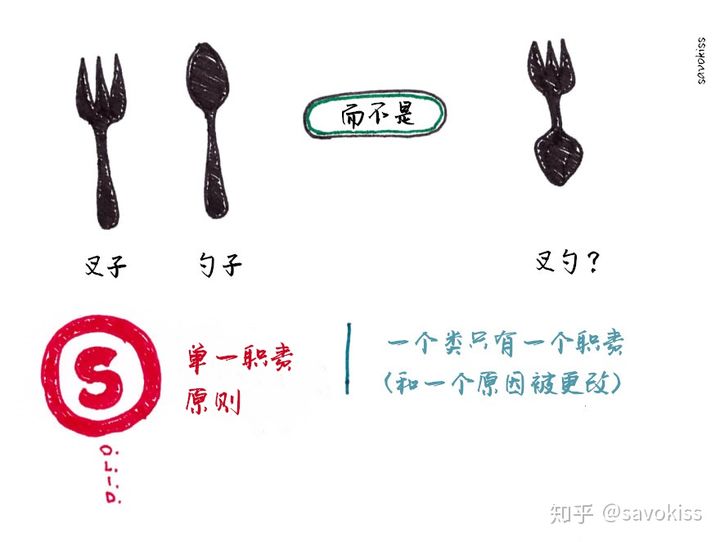 savokiss
而不是
叉子
勺子
叉勺？
S
O.
L.
I.
D.
单一职责
原则
一个类只有一个职责
（和一个原因被更改）
知乎 @savokiss